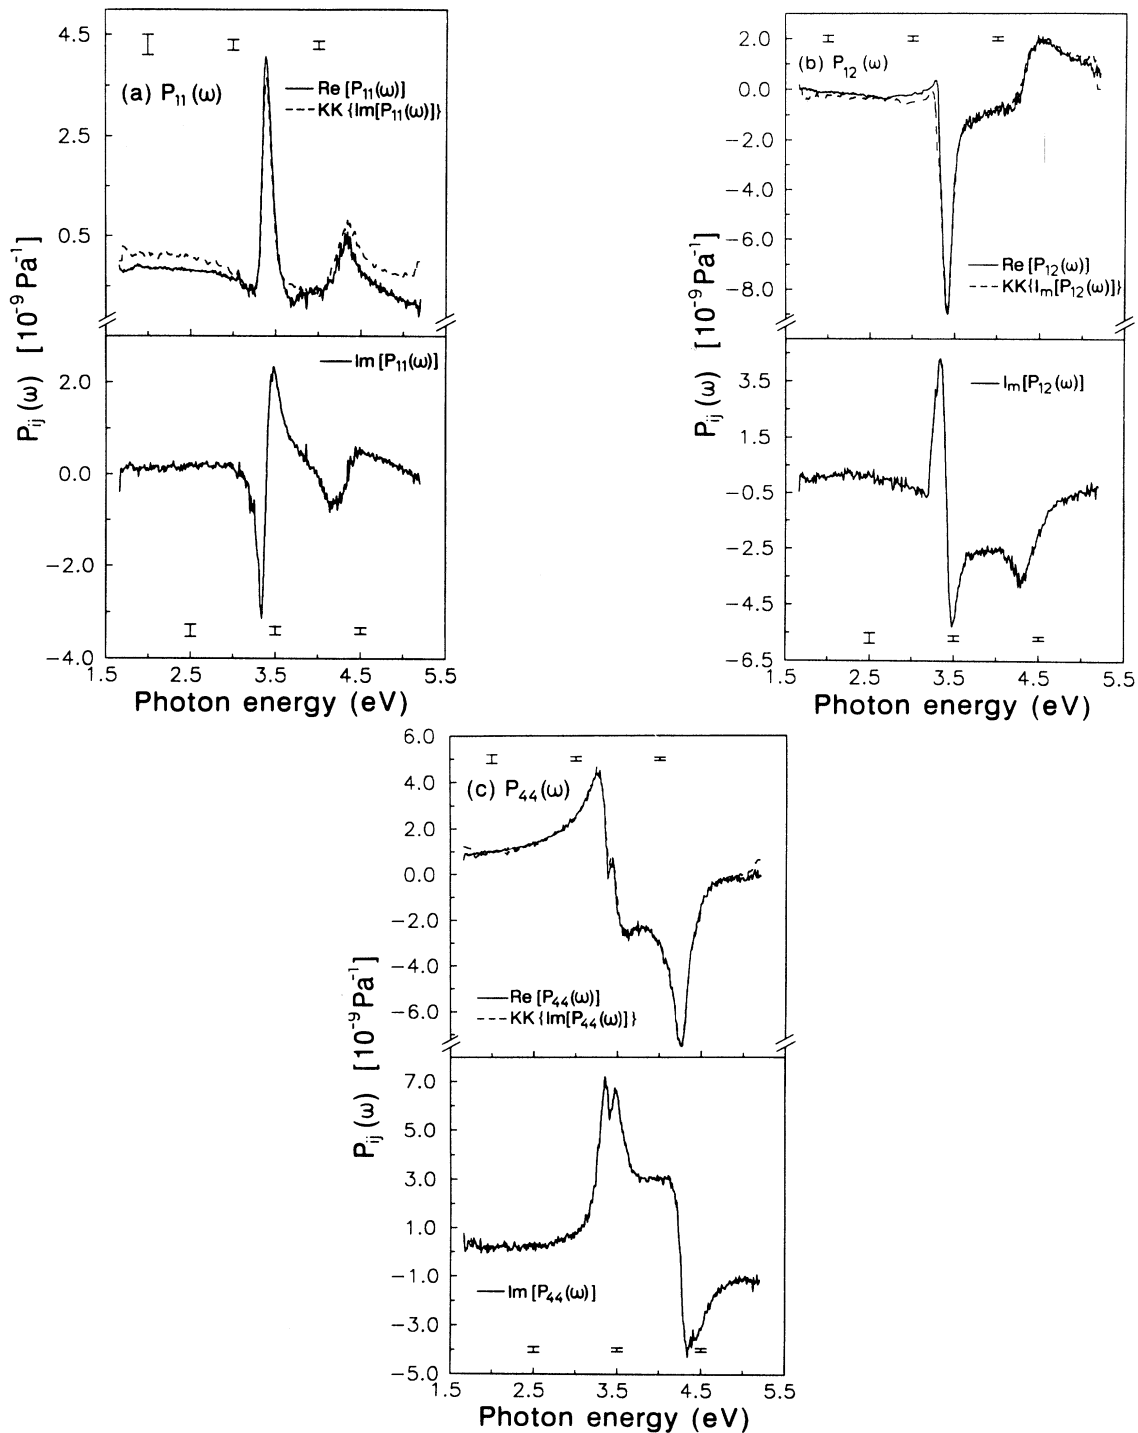 4.5
(a) P₁₁(ω)
Re [P₁₁(ω)]
KK {Im[P₁₁(ω)]}
2.5
0.5
Im [P₁₁(ω)]
2.0
0.0
−2.0
−4.0
1.5 2.5 3.5 4.5 5.5
Photon energy (eV)
Pᵢⱼ(ω) [10⁻⁹Pa⁻¹]
2.0
(b) P₁₂(ω)
0.0
−2.0
−4.0
−6.0
Re [P₁₂(ω)]
KK{Iₘ[P₁₂(ω)]}
−8.0
3.5
Iₘ[P₁₂(ω)]
1.5
−0.5
−2.5
−4.5
−6.5
1.5 2.5 3.5 4.5 5.5
Photon energy (eV)
Pᵢⱼ(ω) [10⁻⁹Pa⁻¹]
6.0
(c) P₄₄(ω)
4.0
2.0
0.0
−2.0
−4.0
Re [P₄₄(ω)]
−6.0
KK {Im[P₄₄(ω)]}
7.0
5.0
3.0
1.0
−1.0
Im [P₄₄(ω)]
−3.0
−5.0
1.5 2.5 3.5 4.5 5.5
Photon energy (eV)
Pᵢⱼ(ω) [10⁻⁹Pa⁻¹]